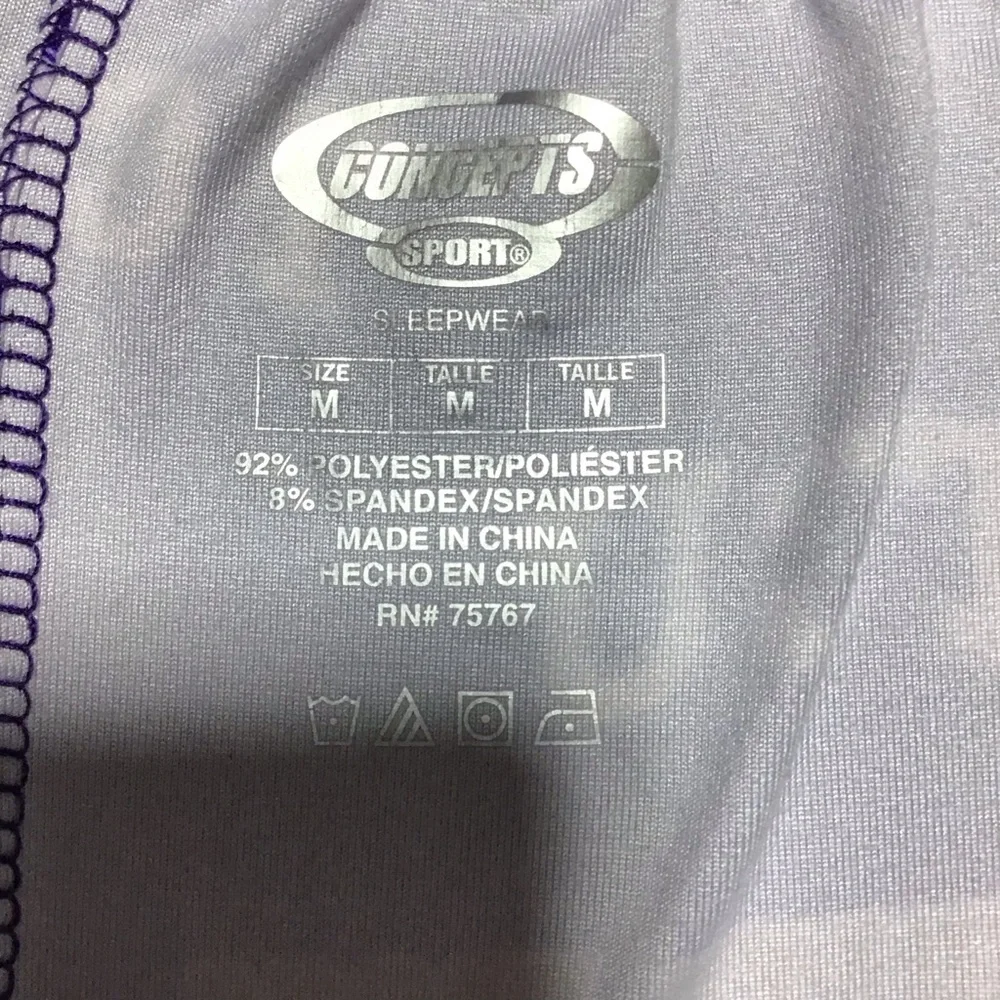 CONCEPTS
SPORT®
SLEEPWEAR
SIZE TALLE TAILLE
M M M
92% POLYESTER/POLIÉSTER
8% SPANDEX/SPANDEX
MADE IN CHINA
HECHO EN CHINA
RN# 75767